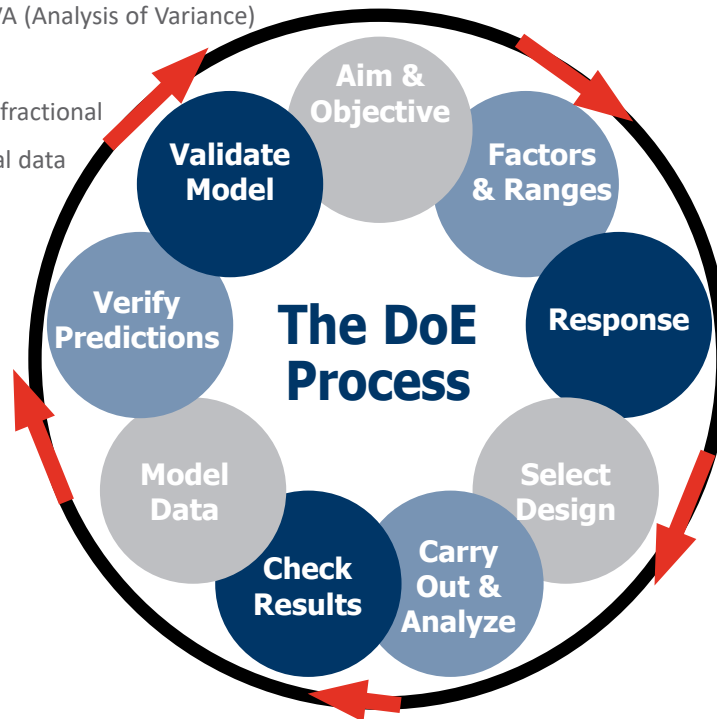 VA (Analysis of Variance)
fractional
al data
The DoE
Process
Aim &
Objective
Factors
& Ranges
Response
Select
Design
Carry
Out &
Analyze
Check
Results
Model
Data
Verify
Predictions
Validate
Model